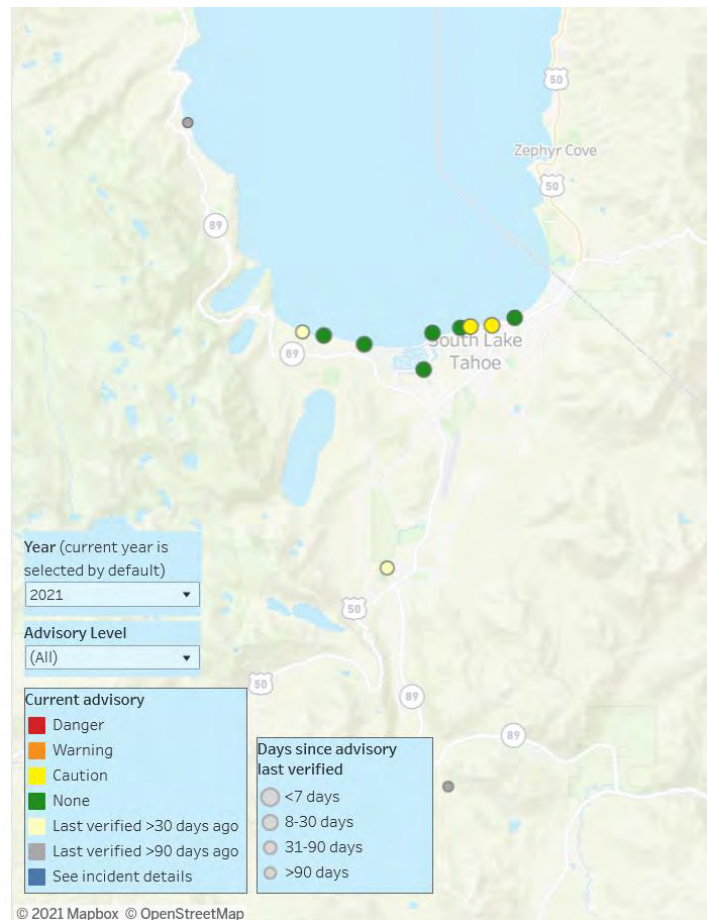 50
Zephyr Cove
50
89
89
South Lake
Tahoe
Year (current year is
selected by default)
2021
50
Advisory Level
(All)
50
89
89
Current advisory
Danger
Warning
Caution
None
Last verified >30 days ago
Last verified >90 days ago
See incident details
Days since advisory
last verified
<7 days
8-30 days
31-90 days
>90 days
© 2021 Mapbox © OpenStreetMap